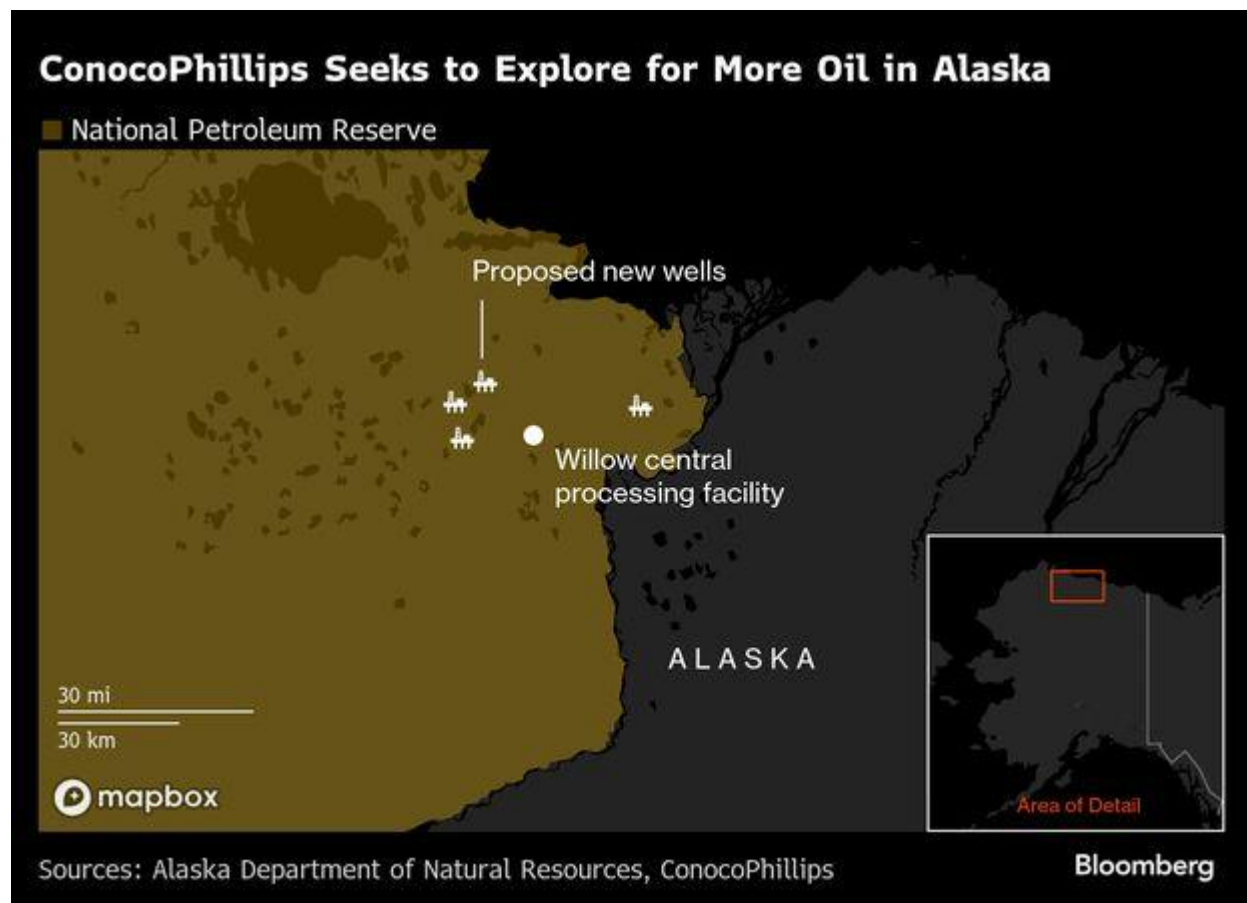 ConocoPhillips Seeks to Explore for More Oil in Alaska
National Petroleum Reserve
Proposed new wells
Willow central
processing facility
ALASKA
30 mi
30 km
mapbox
Area of Detail
Sources: Alaska Department of Natural Resources, ConocoPhillips
Bloomberg